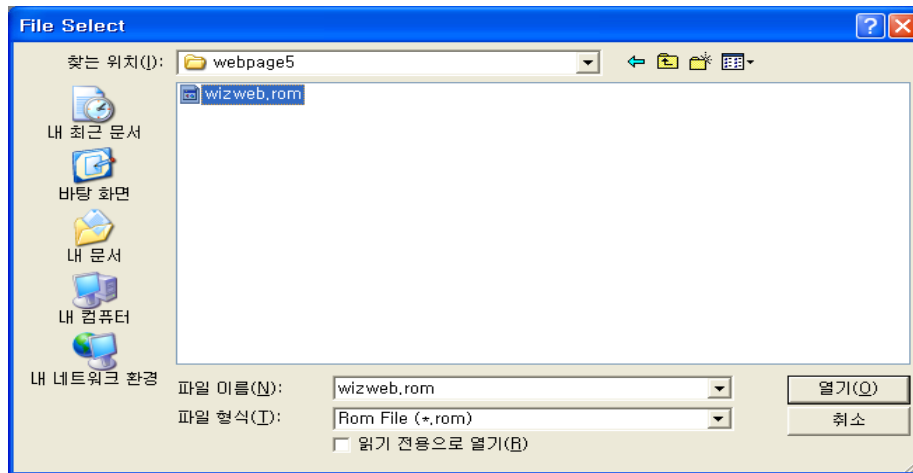 File Select
찾는 위치(I): webpage5
wizweb.rom
내 최근 문서
바탕 화면
내 문서
내 컴퓨터
내 네트워크 환경
파일 이름(N): wizweb.rom 열기(O)
파일 형식(T): Rom File (*.rom) 취소
읽기 전용으로 열기(R)